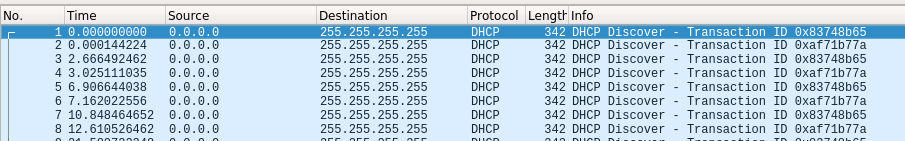 No. Time Source Destination Protocol Length Info
1 0.000000000 0.0.0.0 255.255.255.255 DHCP 342 DHCP Discover - Transaction ID 0x83748b65
2 0.000144224 0.0.0.0 255.255.255.255 DHCP 342 DHCP Discover - Transaction ID 0xaf71b77a
3 2.666492462 0.0.0.0 255.255.255.255 DHCP 342 DHCP Discover - Transaction ID 0x83748b65
4 3.025111035 0.0.0.0 255.255.255.255 DHCP 342 DHCP Discover - Transaction ID 0xaf71b77a
5 6.906644038 0.0.0.0 255.255.255.255 DHCP 342 DHCP Discover - Transaction ID 0x83748b65
6 7.162022556 0.0.0.0 255.255.255.255 DHCP 342 DHCP Discover - Transaction ID 0xaf71b77a
7 10.848464652 0.0.0.0 255.255.255.255 DHCP 342 DHCP Discover - Transaction ID 0x83748b65
8 12.610526462 0.0.0.0 255.255.255.255 DHCP 342 DHCP Discover - Transaction ID 0xaf71b77a